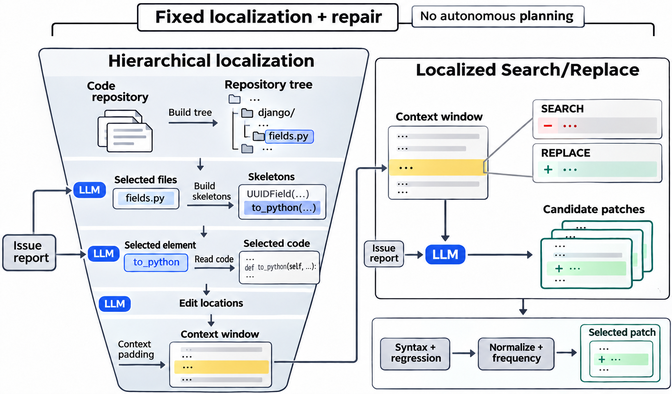 Fixed localization + repair
No autonomous planning
Hierarchical localization
Code
repository
Build tree
Repository tree
...
django/
...
fields.py
...
LLM
Selected files
fields.py
Build
skeletons
Skeletons
UUIDField(...)
to_python(...)
Issue
report
LLM
Selected element
to_python
Read code
Selected code
...
def to_python(self, ...):
...
LLM
Edit locations
Context
padding
Context window
...
...
...
Localized Search/Replace
Context window
...
...
...
...
SEARCH
− ...
REPLACE
+ ...
Issue
report
LLM
Candidate patches
...
+ ...
...
Syntax +
regression
Normalize +
frequency
Selected patch
...
+ ...
...